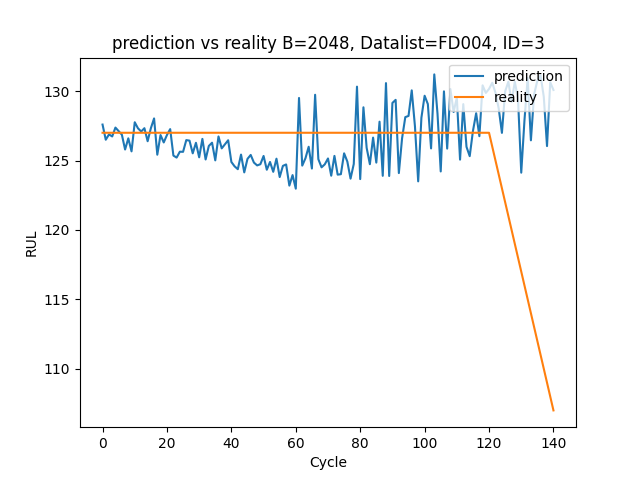 prediction vs reality B=2048, Datalist=FD004, ID=3
prediction
reality
130
125
120
115
110
RUL
0 20 40 60 80 100 120 140
Cycle